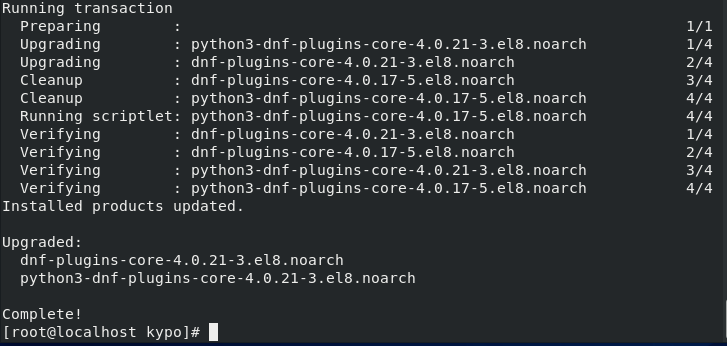 Running transaction
  Preparing        :                                                        1/1
  Upgrading        : python3-dnf-plugins-core-4.0.21-3.el8.noarch           1/4
  Upgrading        : dnf-plugins-core-4.0.21-3.el8.noarch                   2/4
  Cleanup          : dnf-plugins-core-4.0.17-5.el8.noarch                   3/4
  Cleanup          : python3-dnf-plugins-core-4.0.17-5.el8.noarch           4/4
  Running scriptlet: python3-dnf-plugins-core-4.0.17-5.el8.noarch           4/4
  Verifying        : dnf-plugins-core-4.0.21-3.el8.noarch                   1/4
  Verifying        : dnf-plugins-core-4.0.17-5.el8.noarch                   2/4
  Verifying        : python3-dnf-plugins-core-4.0.21-3.el8.noarch           3/4
  Verifying        : python3-dnf-plugins-core-4.0.17-5.el8.noarch           4/4
Installed products updated.

Upgraded:
  dnf-plugins-core-4.0.21-3.el8.noarch
  python3-dnf-plugins-core-4.0.21-3.el8.noarch

Complete!
[root@localhost kypo]#